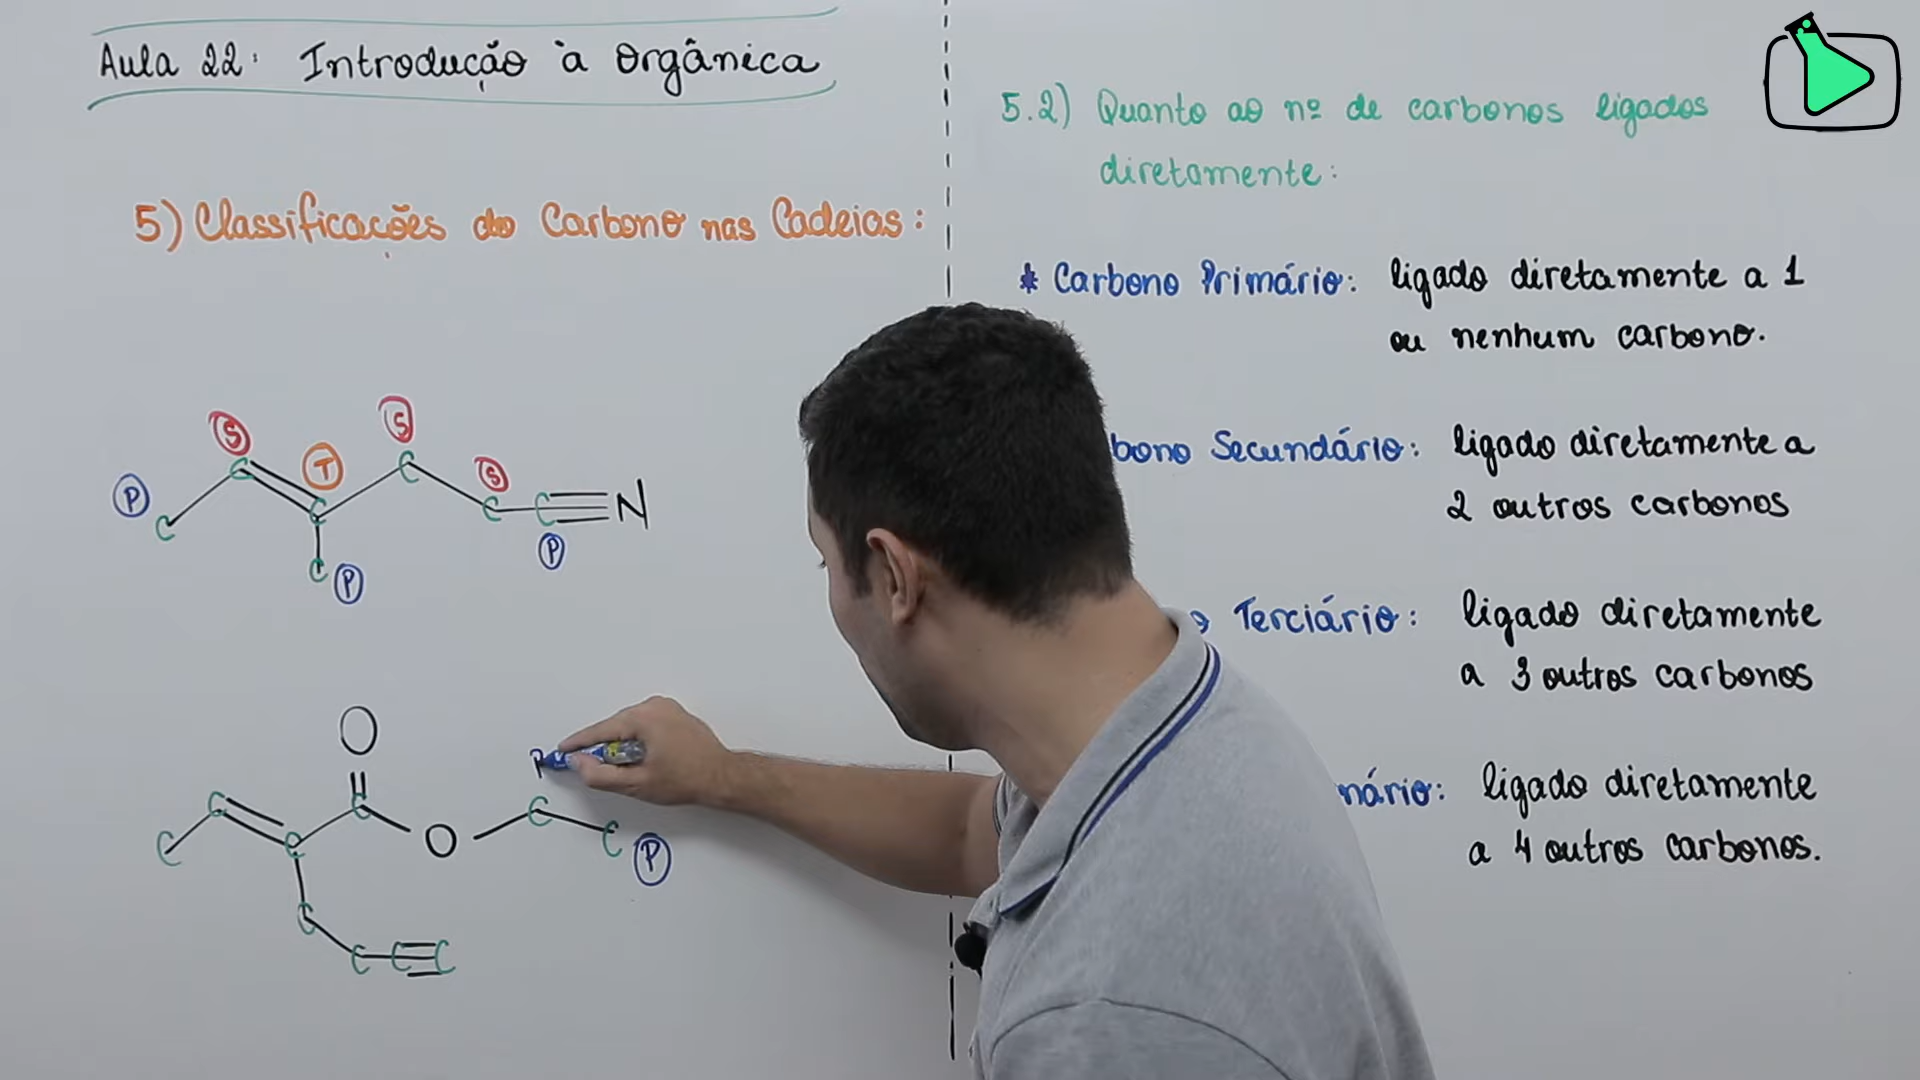 Aula 22: Introdução à Orgânica
5) Classificações do Carbono nas Cadeias:
S
S
T
S
P
C
C
C
C
C
C
N
P
C
P
O
P
C
C
C
C
O
C
C
P
C
C
C
C
5.2) Quanto ao nº de carbonos ligados
diretamente:
* Carbono Primário: ligado diretamente a 1
ou nenhum carbono.
bono Secundário: ligado diretamente a
2 outros carbonos
o Terciário: ligado diretamente
a 3 outros carbonos
nário: ligado diretamente
a 4 outros carbonos.